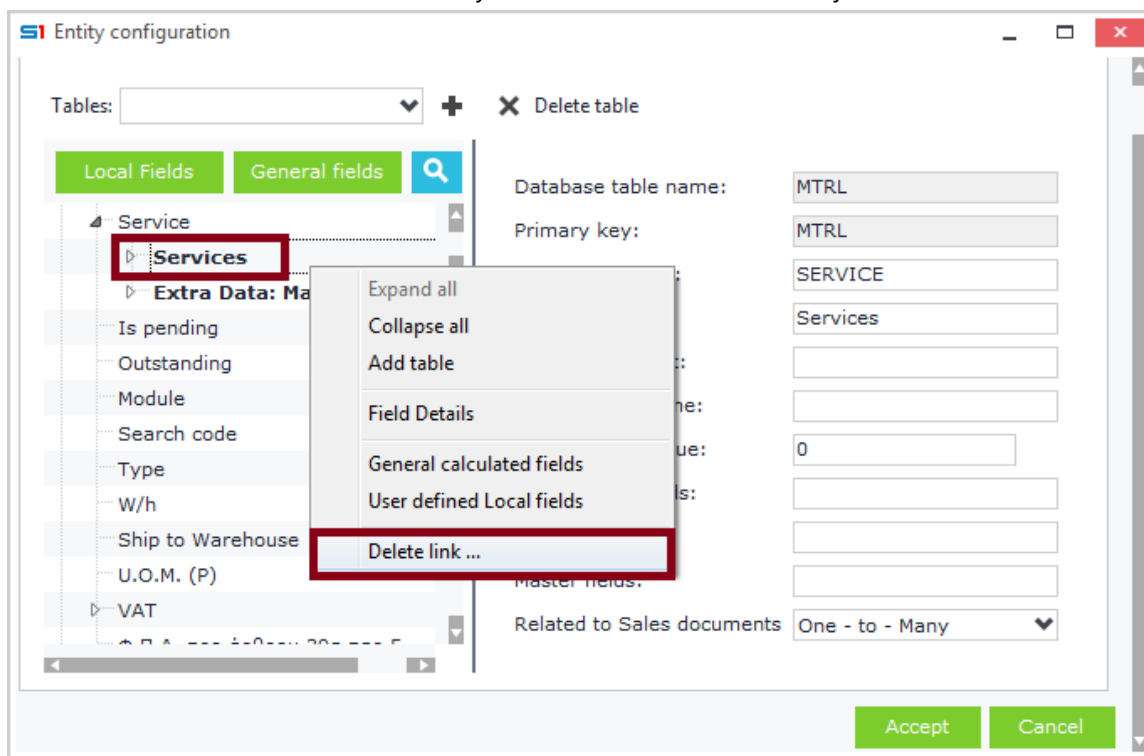 S1 Entity configuration
Tables:
Delete table
Local Fields
General fields
Service
Services
Extra Data: Ma
Is pending
Outstanding
Module
Search code
Type
W/h
Ship to Warehouse
U.O.M. (P)
VAT
Expand all
Collapse all
Add table
Field Details
General calculated fields
User defined Local fields
Delete link ...
Database table name: MTRL
Primary key: MTRL
: SERVICE
Services
:
ne:
ue: 0
ls:
Master fields:
Related to Sales documents One - to - Many
Accept
Cancel